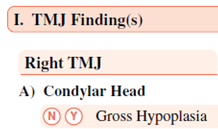 I. TMJ Finding(s)
Right TMJ
A) Condylar Head
N Y Gross Hypoplasia